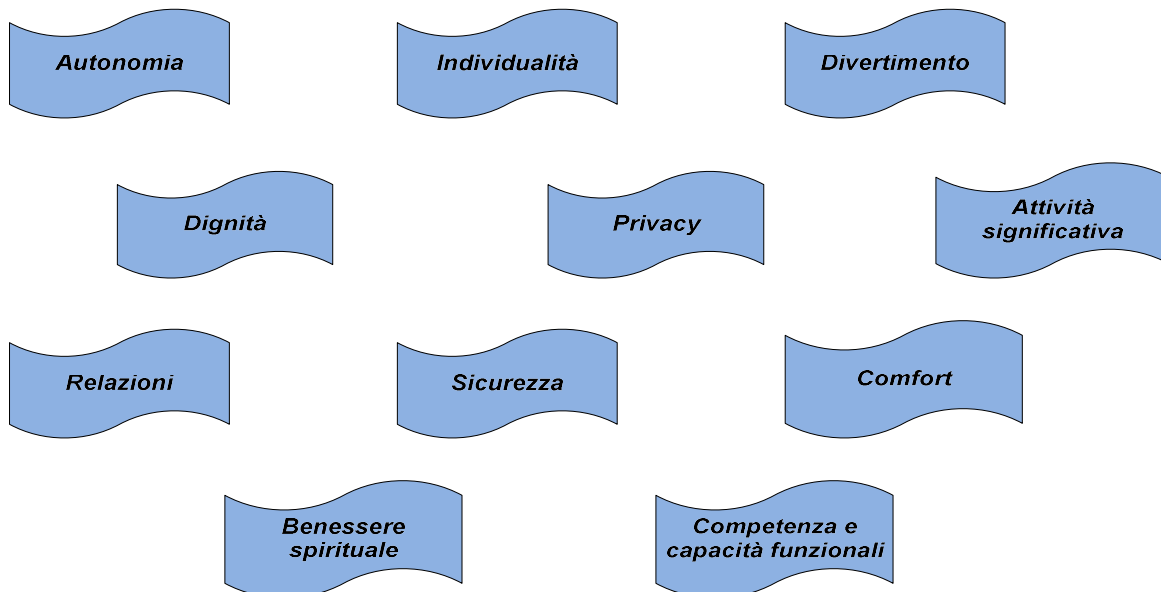 Autonomia
Individualità
Divertimento
Dignità
Privacy
Attività
significativa
Relazioni
Sicurezza
Comfort
Benessere
spirituale
Competenza e
capacità funzionali